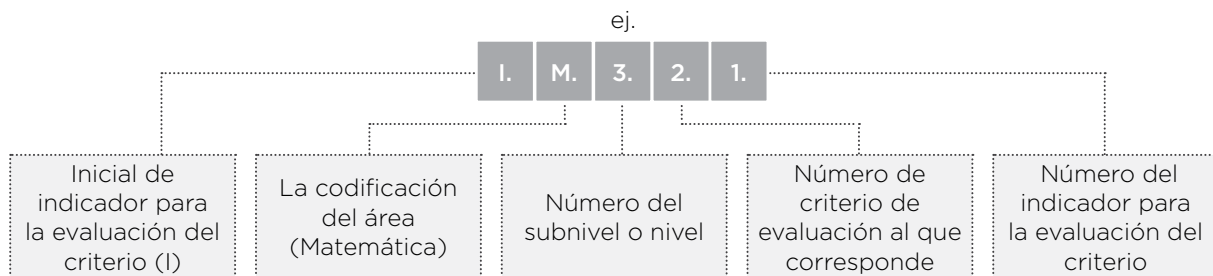 ej.
I. M. 3. 2. 1.
Inicial de
indicador para
la evaluación del
criterio (I)
La codificación
del área
(Matemática)
Número del
subnivel o nivel
Número de
criterio de
evaluación al que
corresponde
Número del
indicador para
la evaluación del
criterio